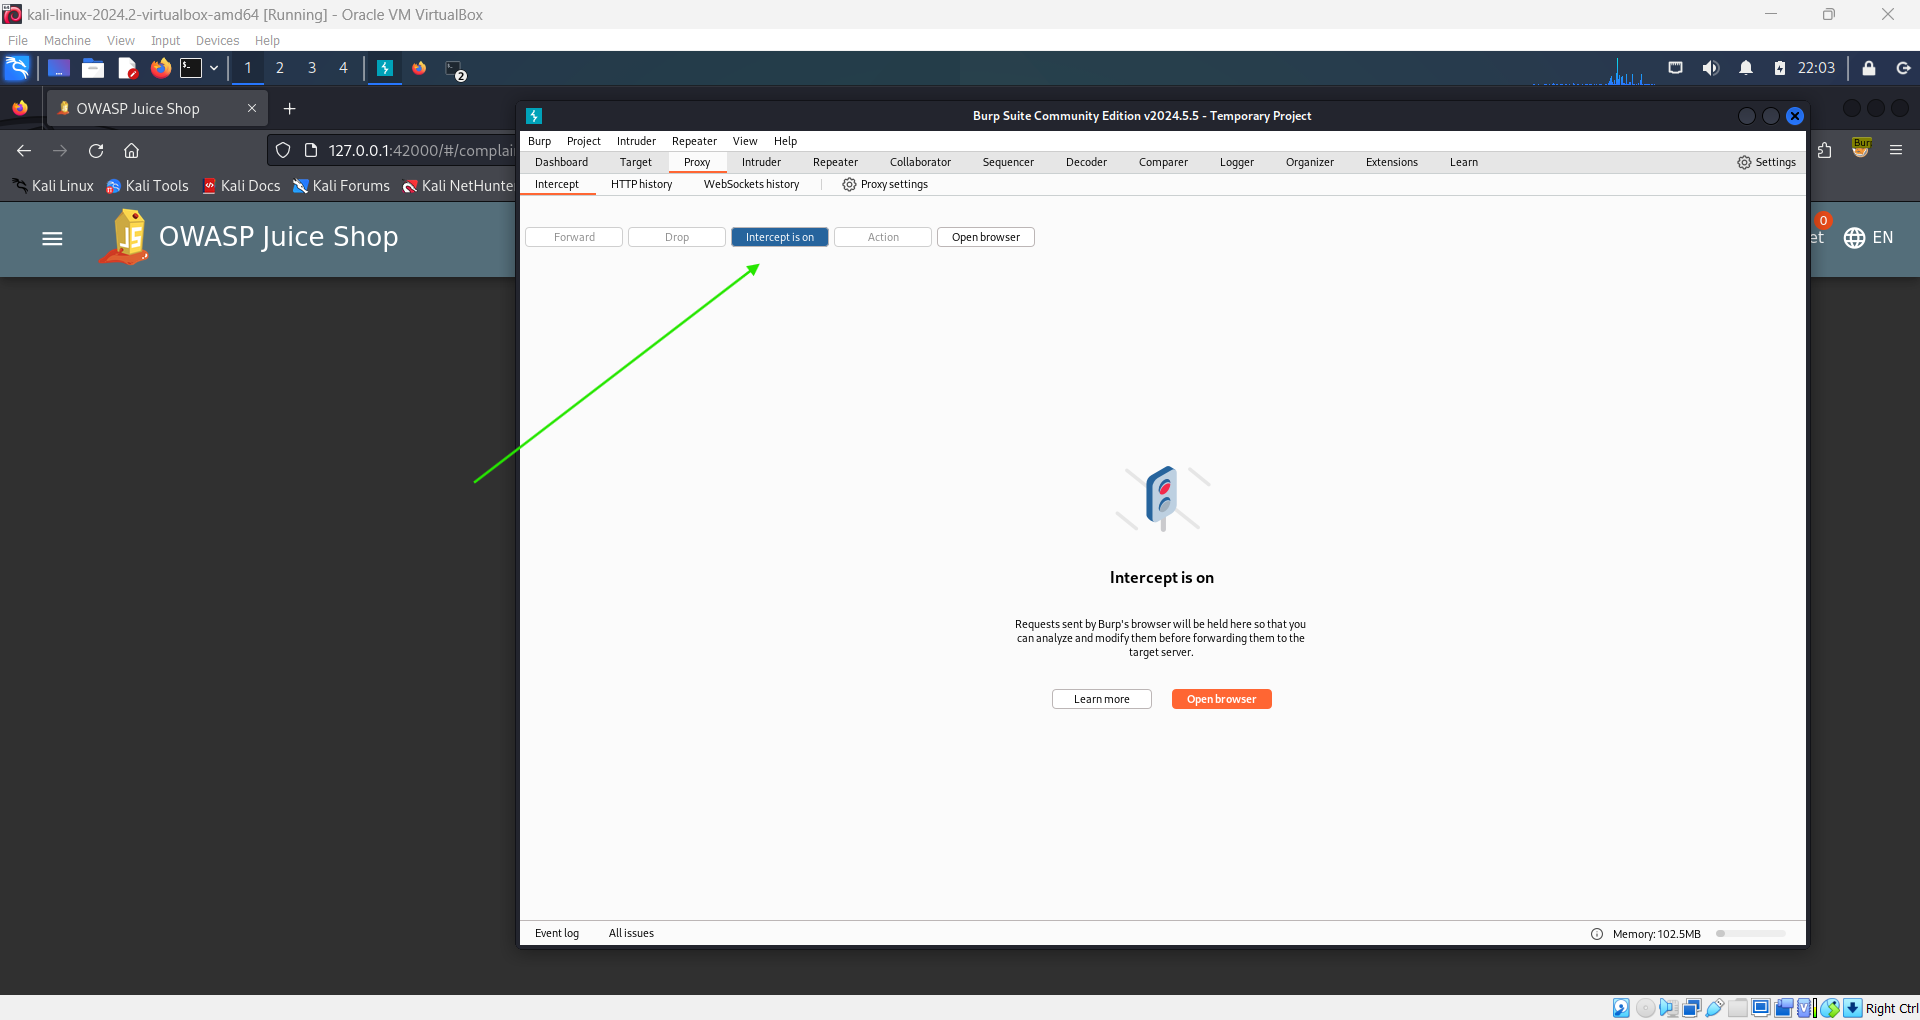 kali-linux-2024.2-virtualbox-amd64 [Running] - Oracle VM VirtualBox
File Machine View Input Devices Help
1 2 3 4 2 22:03
OWASP Juice Shop
Burp Suite Community Edition v2024.5.5 - Temporary Project
Burp Project Intruder Repeater View Help
127.0.0.1:42000/#/complai
Dashboard Target Proxy Intruder Repeater Collaborator Sequencer Decoder Comparer Logger Organizer Extensions Learn Settings
Kali Linux Kali Tools Kali Docs Kali Forums Kali NetHunte
Intercept HTTP history WebSockets history Proxy settings
OWASP Juice Shop
0
et EN
Forward Drop Intercept is on Action Open browser
Intercept is on
Requests sent by Burp's browser will be held here so that you
can analyze and modify them before forwarding them to the
target server.
Learn more Open browser
Event log All issues Memory: 102.5MB
Right Ctrl